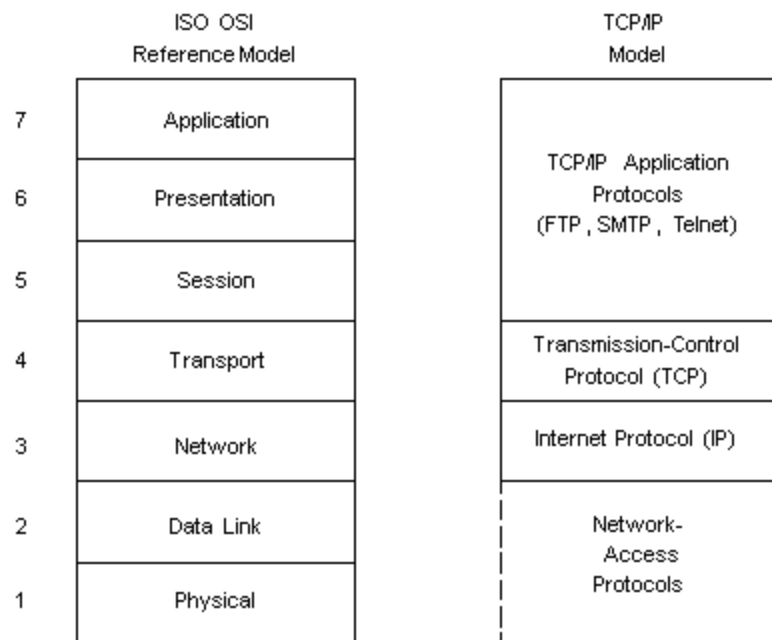 ISO OSI
Reference Model
TCP/IP
Model
7
Application
6
Presentation
5
Session
4
Transport
3
Network
2
Data Link
1
Physical
TCP/IP Application
Protocols
(FTP , SMTP , Telnet)
Transmission-Control
Protocol (TCP)
Internet Protocol (IP)
Network-
Access
Protocols